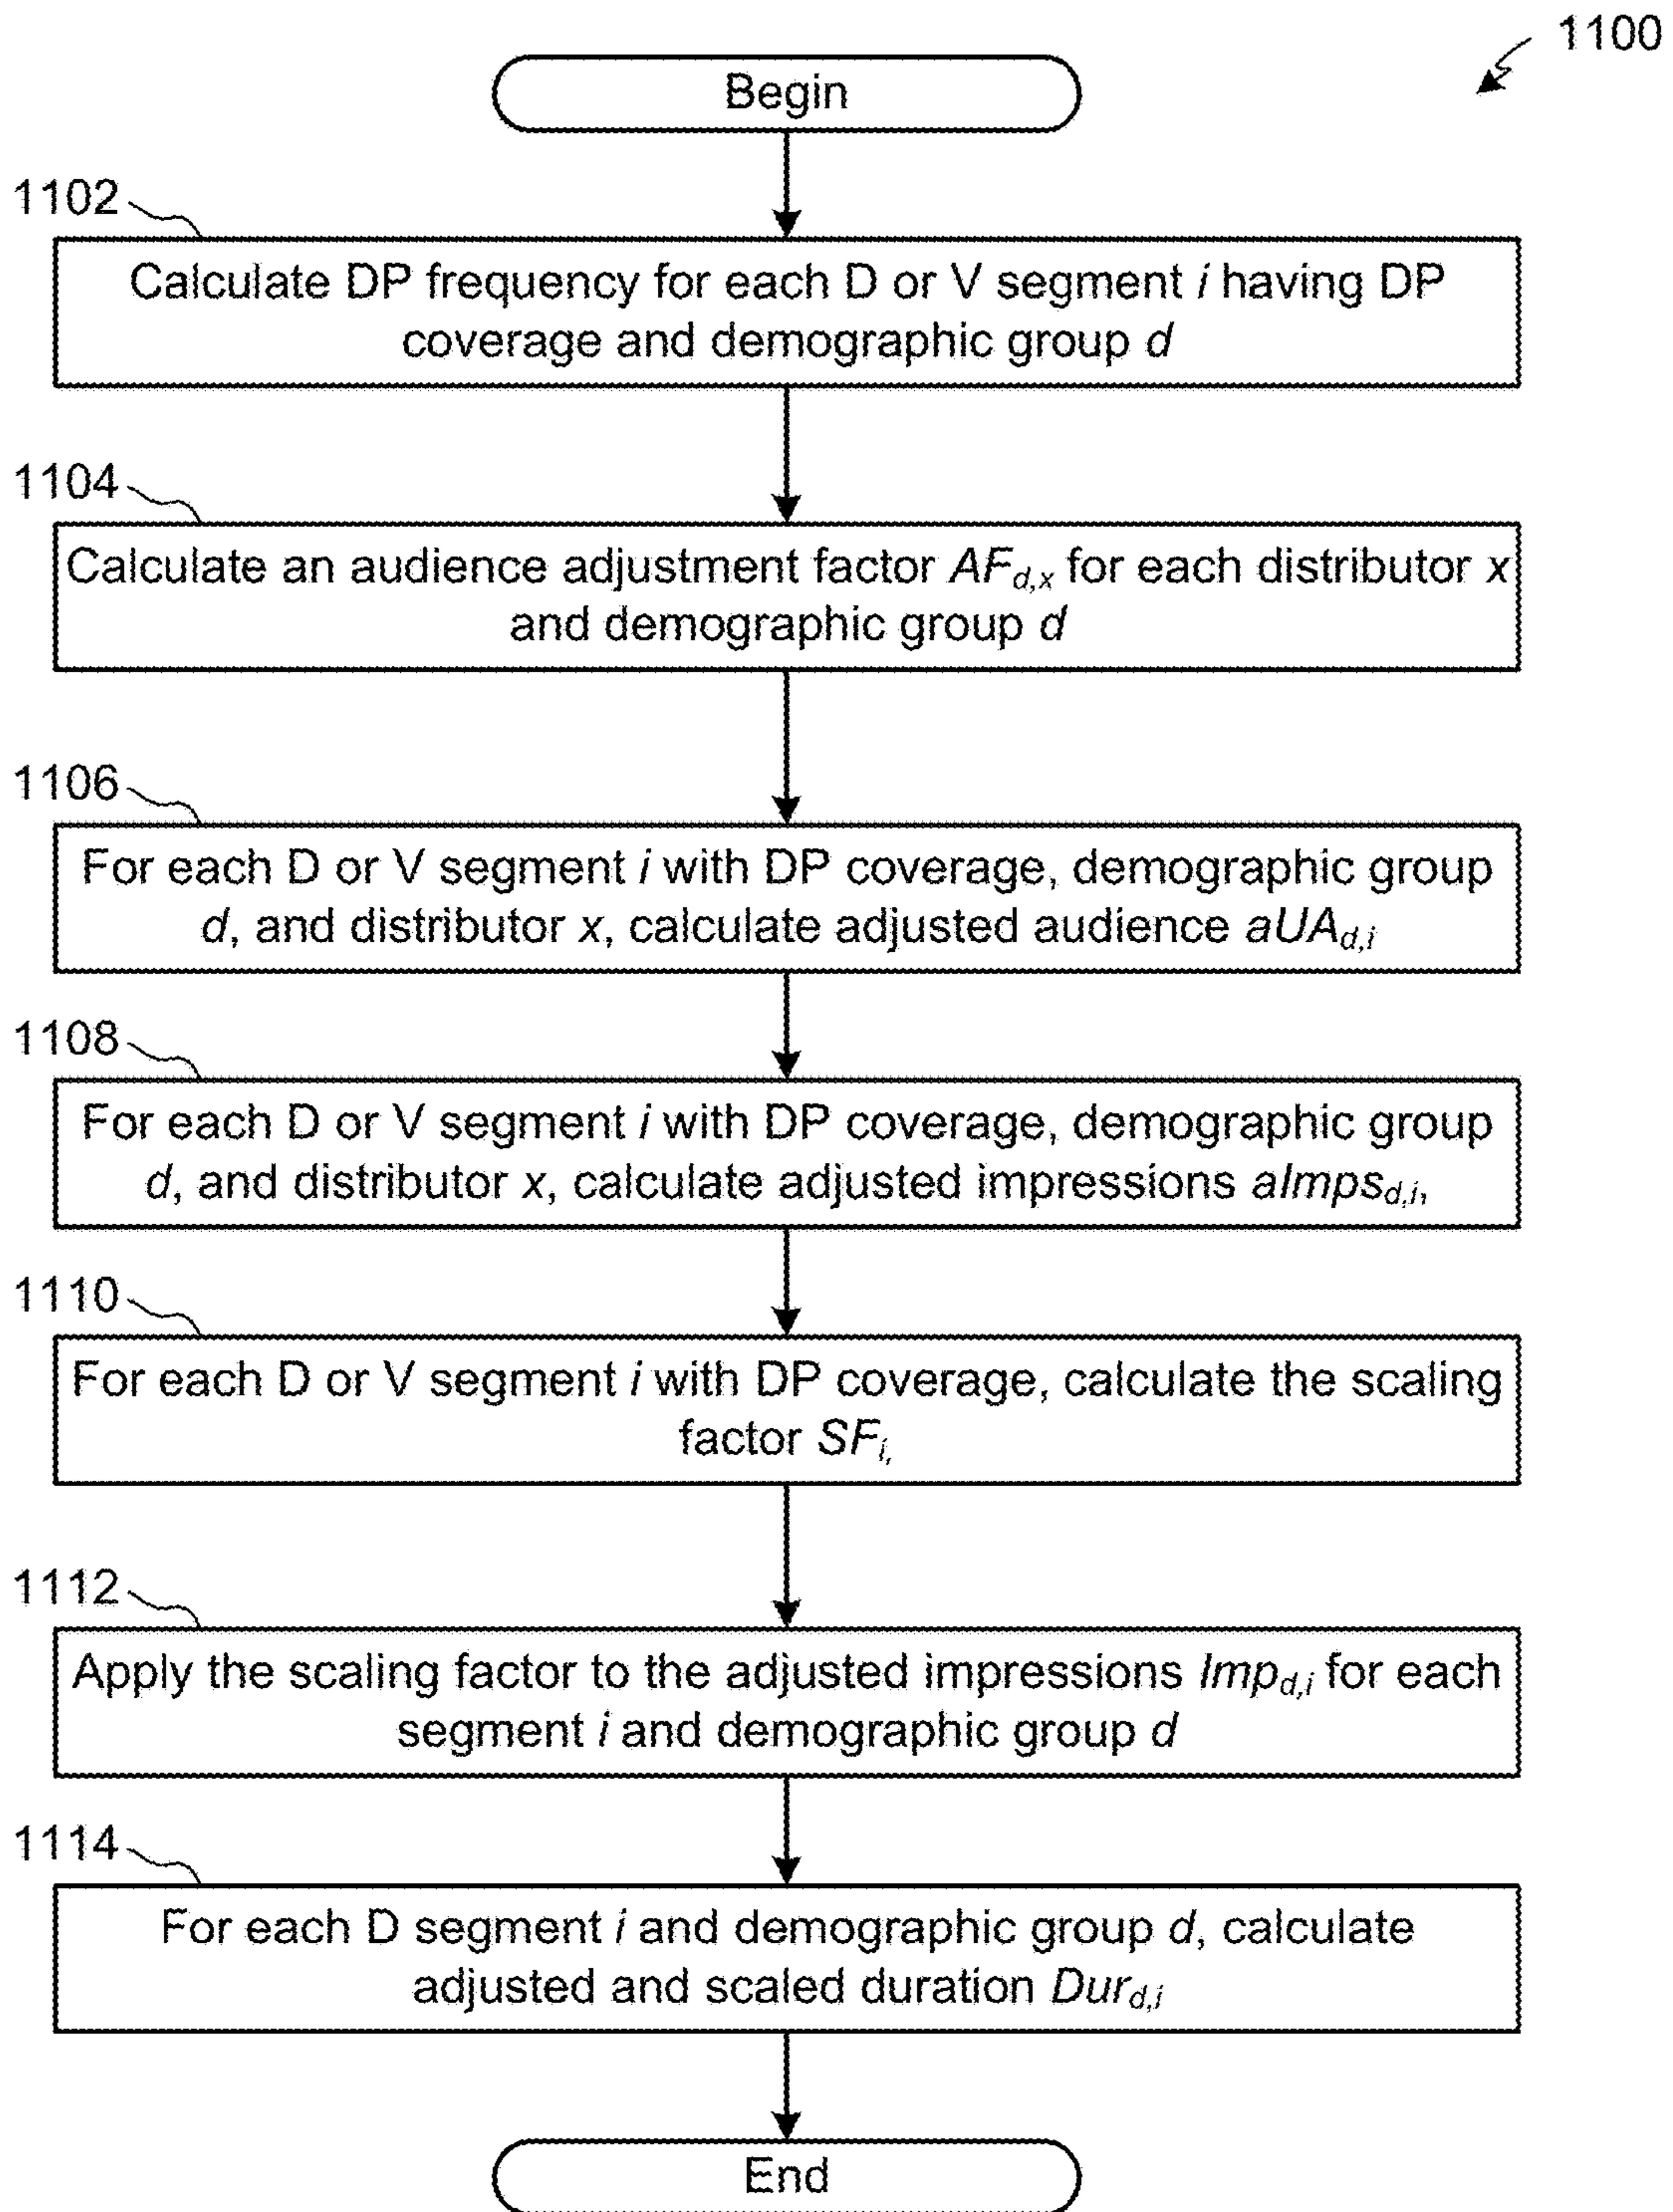 1100
Begin
1102
Calculate DP frequency for each D or V segment i having DP
coverage and demographic group d
1104
Calculate an audience adjustment factor AFd,x for each distributor x
and demographic group d
1106
For each D or V segment i with DP coverage, demographic group
d, and distributor x, calculate adjusted audience aUAd,i
1108
For each D or V segment i with DP coverage, demographic group
d, and distributor x, calculate adjusted impressions aImpsd,i,
1110
For each D or V segment i with DP coverage, calculate the scaling
factor SFi,
1112
Apply the scaling factor to the adjusted impressions Impd,i for each
segment i and demographic group d
1114
For each D segment i and demographic group d, calculate
adjusted and scaled duration Durd,i
End